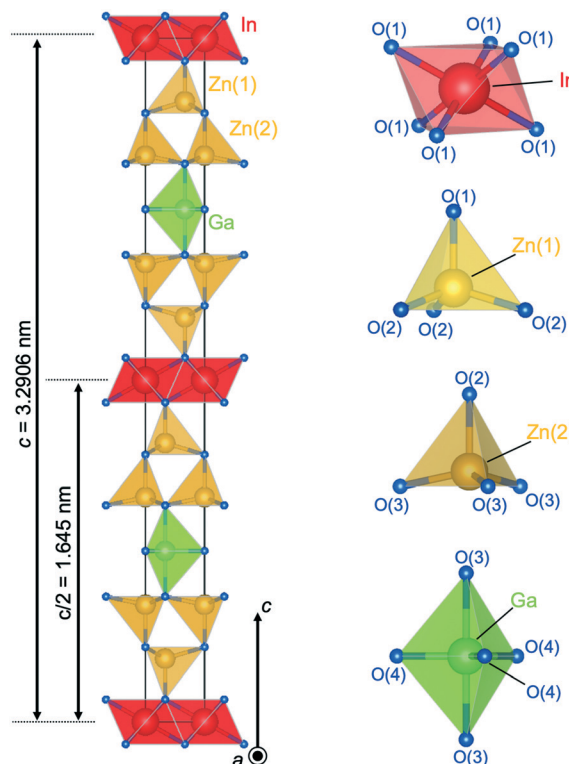 In
Zn(1)
Zn(2)
Ga
c = 3.2906 nm
c/2 = 1.645 nm
c
a
O(1)
O(1)
O(1)
In
O(1)
O(1)
O(1)
O(1)
Zn(1)
O(2)
O(2)
O(2)
O(2)
Zn(2
O(3)
O(3)
O(3)
O(3)
Ga
O(4)
O(4)
O(4)
O(3)